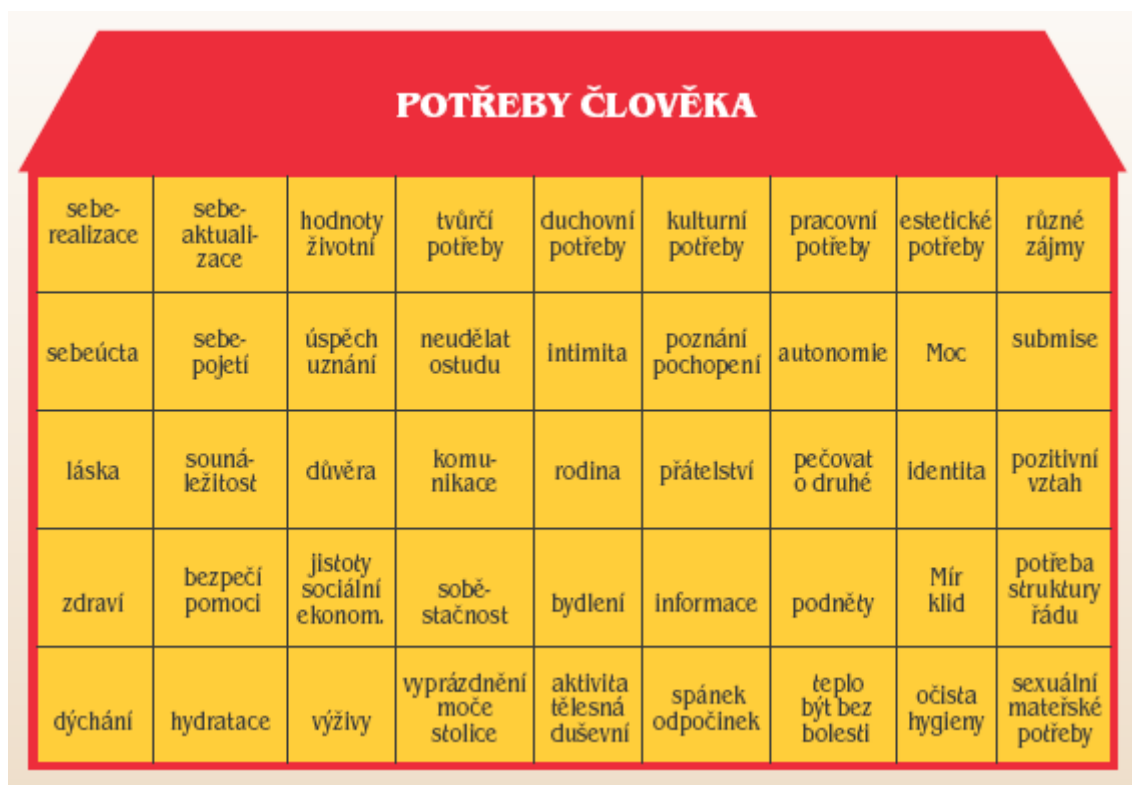 POTŘEBY ČLOVĚKA
sebe-
realizace
sebe-
aktuali-
zace
hodnoty
životní
tvůrčí
potřeby
duchovní
potřeby
kulturní
potřeby
pracovní
potřeby
estetické
potřeby
různé
zájmy
sebeúcta
sebe-
pojetí
úspěch
uznání
neudělat
ostudu
intimita
poznání
pochopení
autonomie
Moc
submise
láska
souná-
ležitost
důvěra
komu-
nikace
rodina
přátelství
pečovat
o druhé
identita
pozitivní
vztah
zdraví
bezpečí
pomoci
jistoty
sociální
ekonom.
sobě-
stačnost
bydlení
informace
podněty
Mír
klid
potřeba
struktury
řádu
dýchání
hydratace
výživy
vyprázdnění
moče
stolice
aktivita
tělesná
duševní
spánek
odpočinek
teplo
být bez
bolesti
očista
hygieny
sexuální
mateřské
potřeby